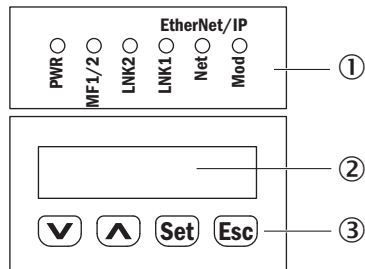 EtherNet/IP
PWR MF1/2 LNK2 LNK1 Net Mod
①
②
Set Esc
③